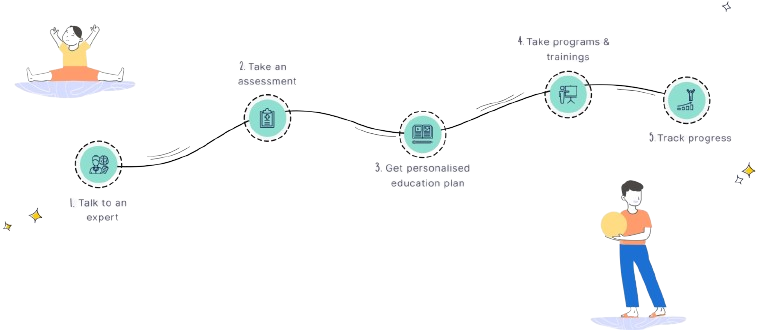 1. Talk to an
expert
2. Take an
assessment
3. Get personalised
education plan
4. Take programs &
trainings
5. Track progress